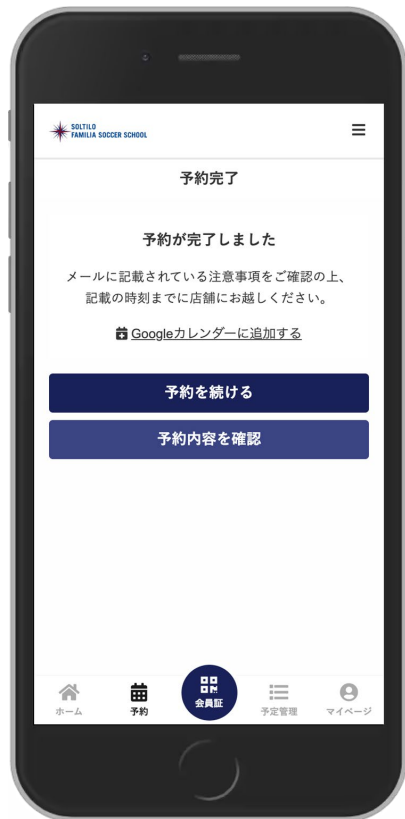 SOLTILO
FAMILIA SOCCER SCHOOL
予約完了
予約が完了しました
メールに記載されている注意事項をご確認の上、
記載の時刻までに店舗にお越しください。
Googleカレンダーに追加する
予約を続ける
予約内容を確認
ホーム
予約
会員証
予定管理
マイページ